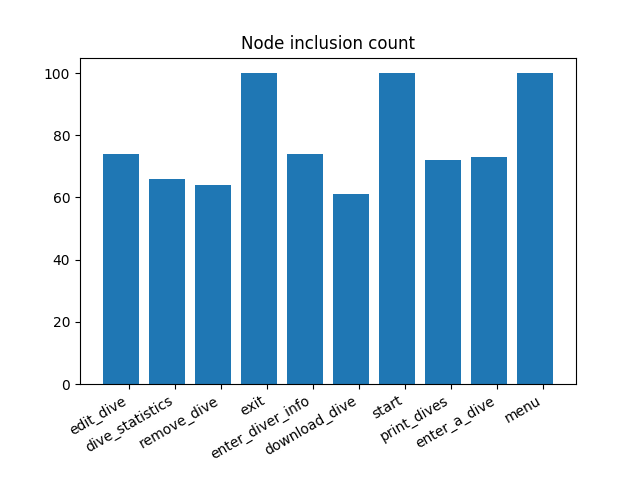 Node inclusion count
100
80
60
40
20
0
edit_dive
dive_statistics
remove_dive
exit
enter_diver_info
download_dive
start
print_dives
enter_a_dive
menu